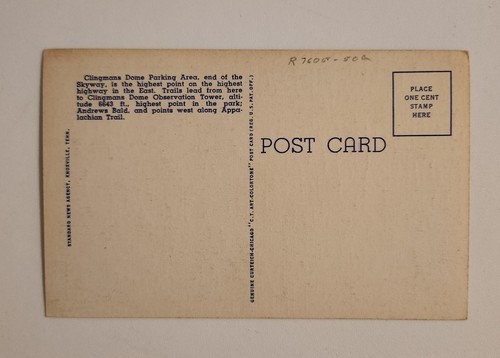 Clingmans Dome Parking Area, end of the
Skyway, is the highest point on the highest
highway in the East. Trails lead from here
to Clingmans Dome Observation Tower, alti-
tude 6643 ft., highest point in the park;
Andrews Bald, and points west along Appa-
lachian Trail.
STANDARD NEWS AGENCY, KNOXVILLE, TENN.
GENUINE CURTEICH-CHICAGO "C.T. ART-COLORTONE" POST CARD (REG. U.S. PAT. OFF.)
POST CARD
PLACE
ONE CENT
STAMP
HERE